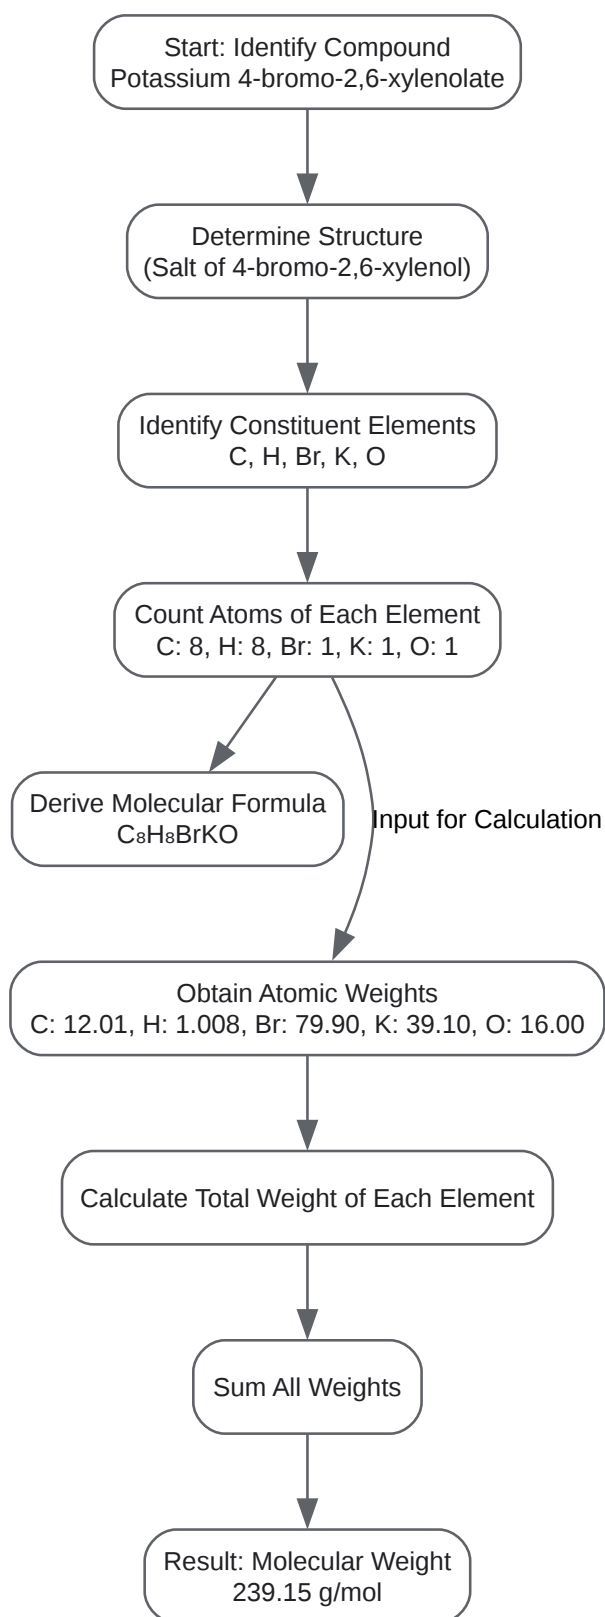 Start: Identify Compound
Potassium 4-bromo-2,6-xylenolate
Determine Structure
(Salt of 4-bromo-2,6-xylenol)
Identify Constituent Elements
C, H, Br, K, O
Count Atoms of Each Element
C: 8, H: 8, Br: 1, K: 1, O: 1
Derive Molecular Formula
C₈H₈BrKO
Input for Calculation
Obtain Atomic Weights
C: 12.01, H: 1.008, Br: 79.90, K: 39.10, O: 16.00
Calculate Total Weight of Each Element
Sum All Weights
Result: Molecular Weight
239.15 g/mol